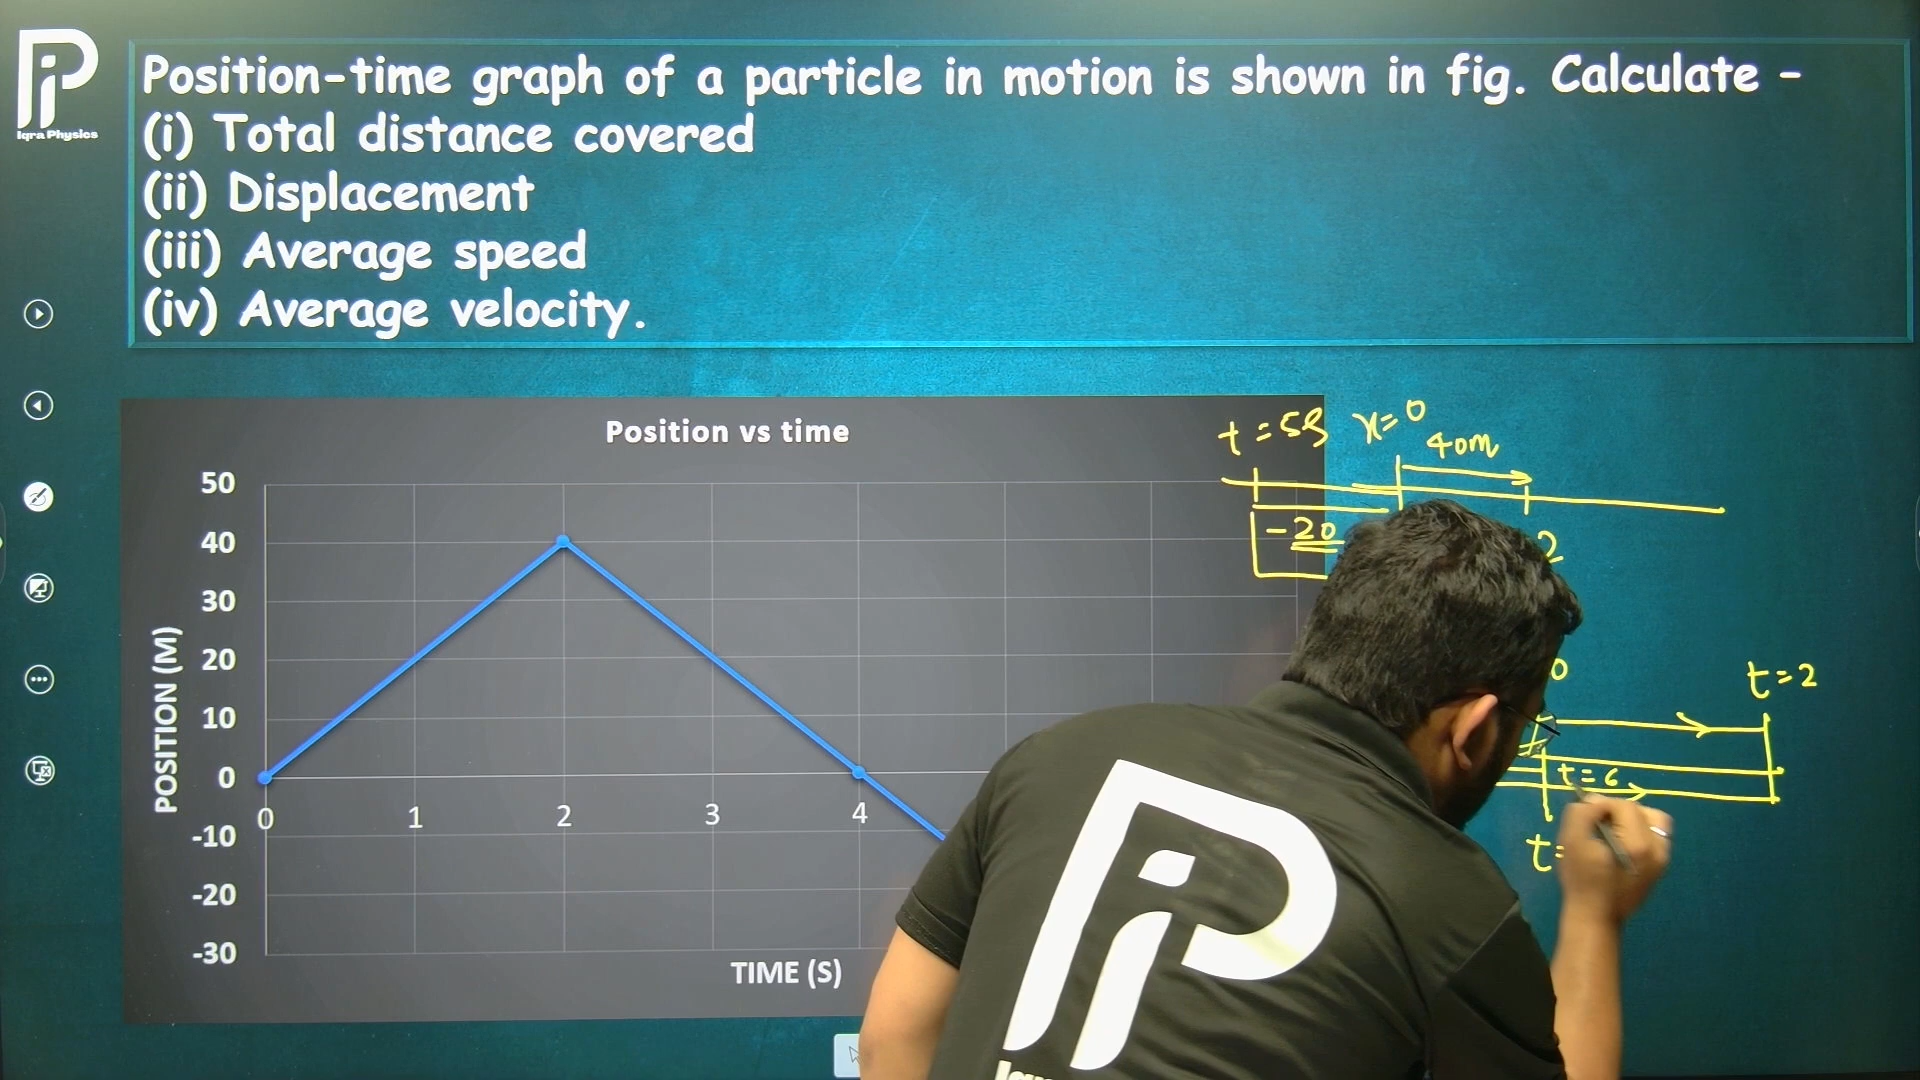 Iqra Physics
Position-time graph of a particle in motion is shown in fig. Calculate -
(i) Total distance covered
(ii) Displacement
(iii) Average speed
(iv) Average velocity.
Position vs time
50
40
30
20
10
0
-10
-20
-30
POSITION (M)
0 1 2 3 4
TIME (S)
t=5S x=0
40m
-20
2
0
t=2
t=6
t=